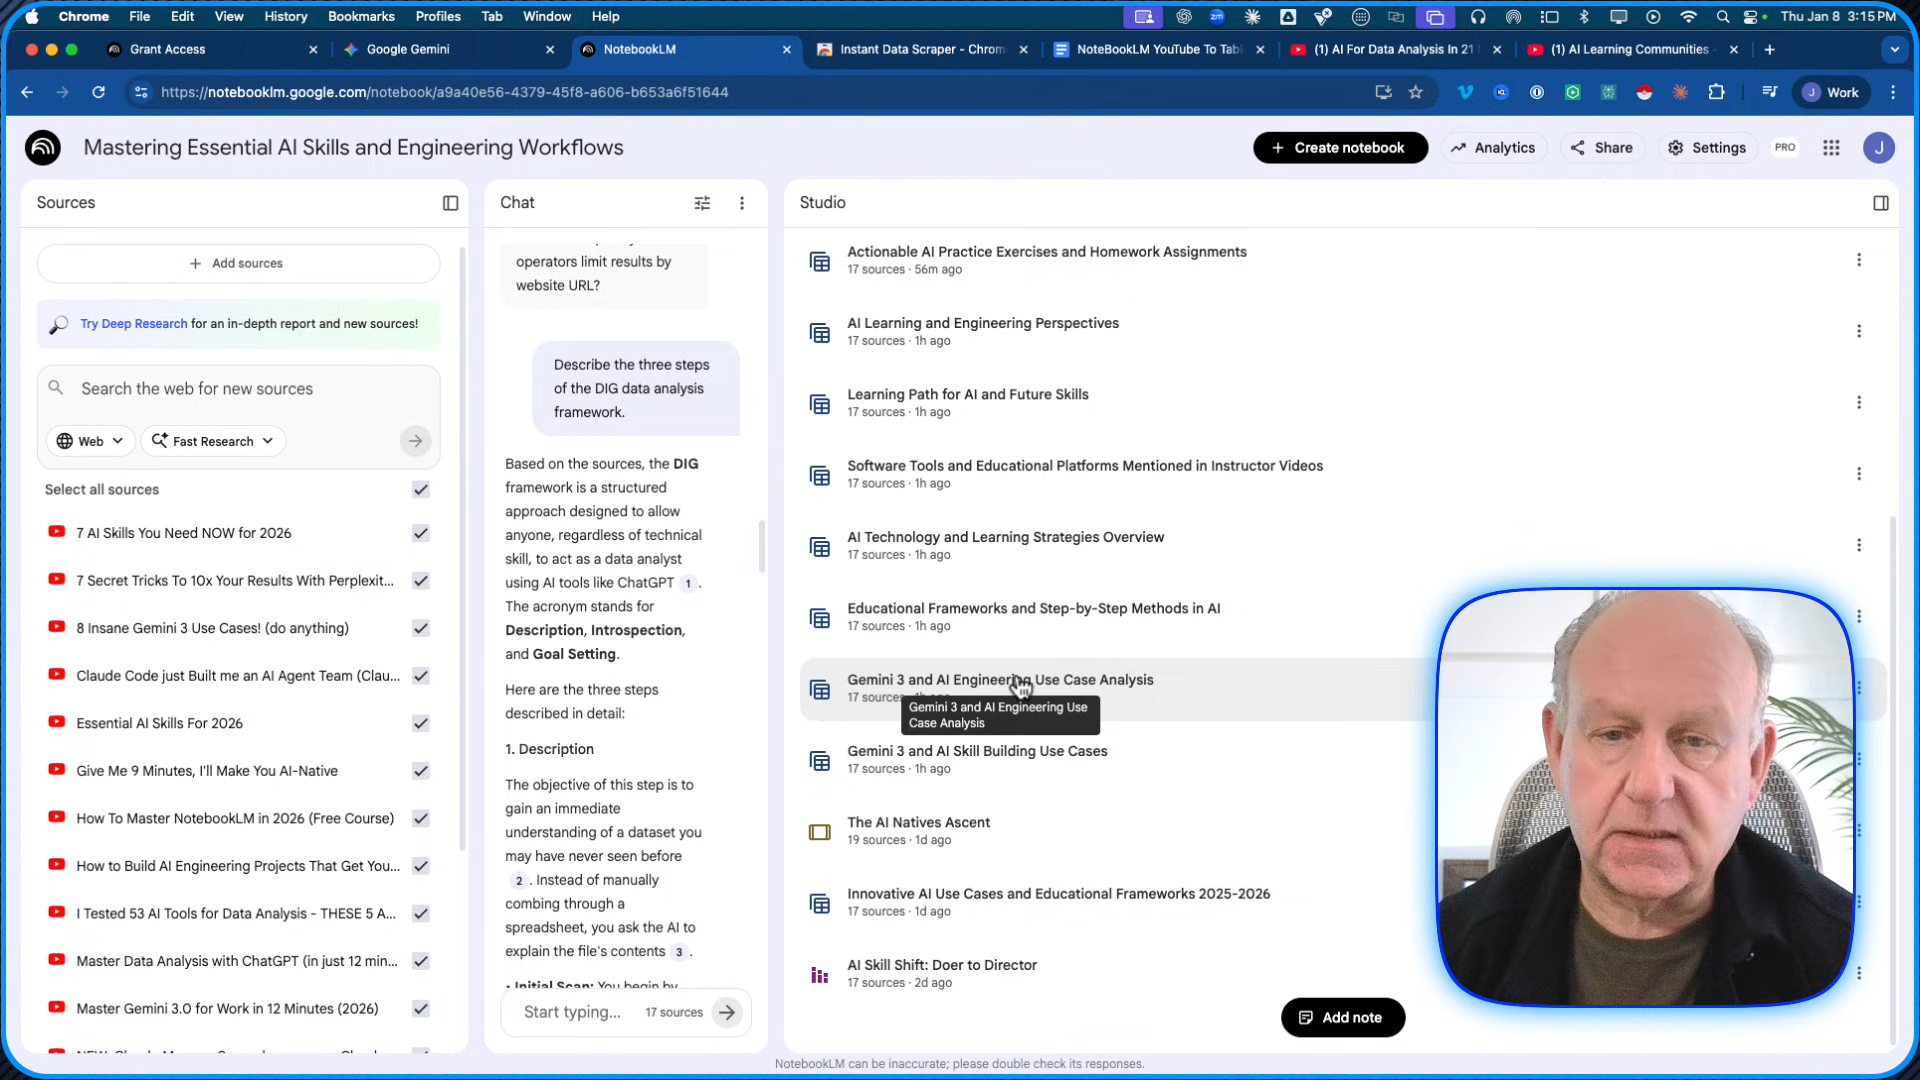 Chrome File Edit View History Bookmarks Profiles Tab Window Help
Thu Jan 8 3:15 PM
Grant Access
Google Gemini
NotebookLM
Instant Data Scraper - Chrom
NoteBookLM YouTube To Tabl
(1) AI For Data Analysis In 21
(1) AI Learning Communities -
https://notebooklm.google.com/notebook/a9a40e56-4379-45f8-a606-b653a6f51644
J Work
Mastering Essential AI Skills and Engineering Workflows
+ Create notebook
Analytics
Share
Settings
PRO
J
Sources
+ Add sources
Try Deep Research for an in-depth report and new sources!
Search the web for new sources
Web
Fast Research
Select all sources
7 AI Skills You Need NOW for 2026
7 Secret Tricks To 10x Your Results With Perplexit...
8 Insane Gemini 3 Use Cases! (do anything)
Claude Code just Built me an AI Agent Team (Clau...
Essential AI Skills For 2026
Give Me 9 Minutes, I'll Make You AI-Native
How To Master NotebookLM in 2026 (Free Course)
How to Build AI Engineering Projects That Get You...
I Tested 53 AI Tools for Data Analysis - THESE 5 A...
Master Data Analysis with ChatGPT (in just 12 min...
Master Gemini 3.0 for Work in 12 Minutes (2026)
Chat
operators limit results by
website URL?
Describe the three steps
of the DIG data analysis
framework.
Based on the sources, the DIG
framework is a structured
approach designed to allow
anyone, regardless of technical
skill, to act as a data analyst
using AI tools like ChatGPT 1 .
The acronym stands for
Description, Introspection,
and Goal Setting.
Here are the three steps
described in detail:
1. Description
The objective of this step is to
gain an immediate
understanding of a dataset you
may have never seen before
2 . Instead of manually
combing through a
spreadsheet, you ask the AI to
explain the file's contents 3 .
• Initial Scan: You begin by
Start typing...
17 sources
Studio
Actionable AI Practice Exercises and Homework Assignments
17 sources · 56m ago
AI Learning and Engineering Perspectives
17 sources · 1h ago
Learning Path for AI and Future Skills
17 sources · 1h ago
Software Tools and Educational Platforms Mentioned in Instructor Videos
17 sources · 1h ago
AI Technology and Learning Strategies Overview
17 sources · 1h ago
Educational Frameworks and Step-by-Step Methods in AI
17 sources · 1h ago
Gemini 3 and AI Engineering Use Case Analysis
17 sources · 1h ago
Gemini 3 and AI Engineering Use
Case Analysis
Gemini 3 and AI Skill Building Use Cases
17 sources · 1h ago
The AI Natives Ascent
19 sources · 1d ago
Innovative AI Use Cases and Educational Frameworks 2025-2026
17 sources · 1d ago
AI Skill Shift: Doer to Director
17 sources · 2d ago
Add note
NotebookLM can be inaccurate; please double check its responses.